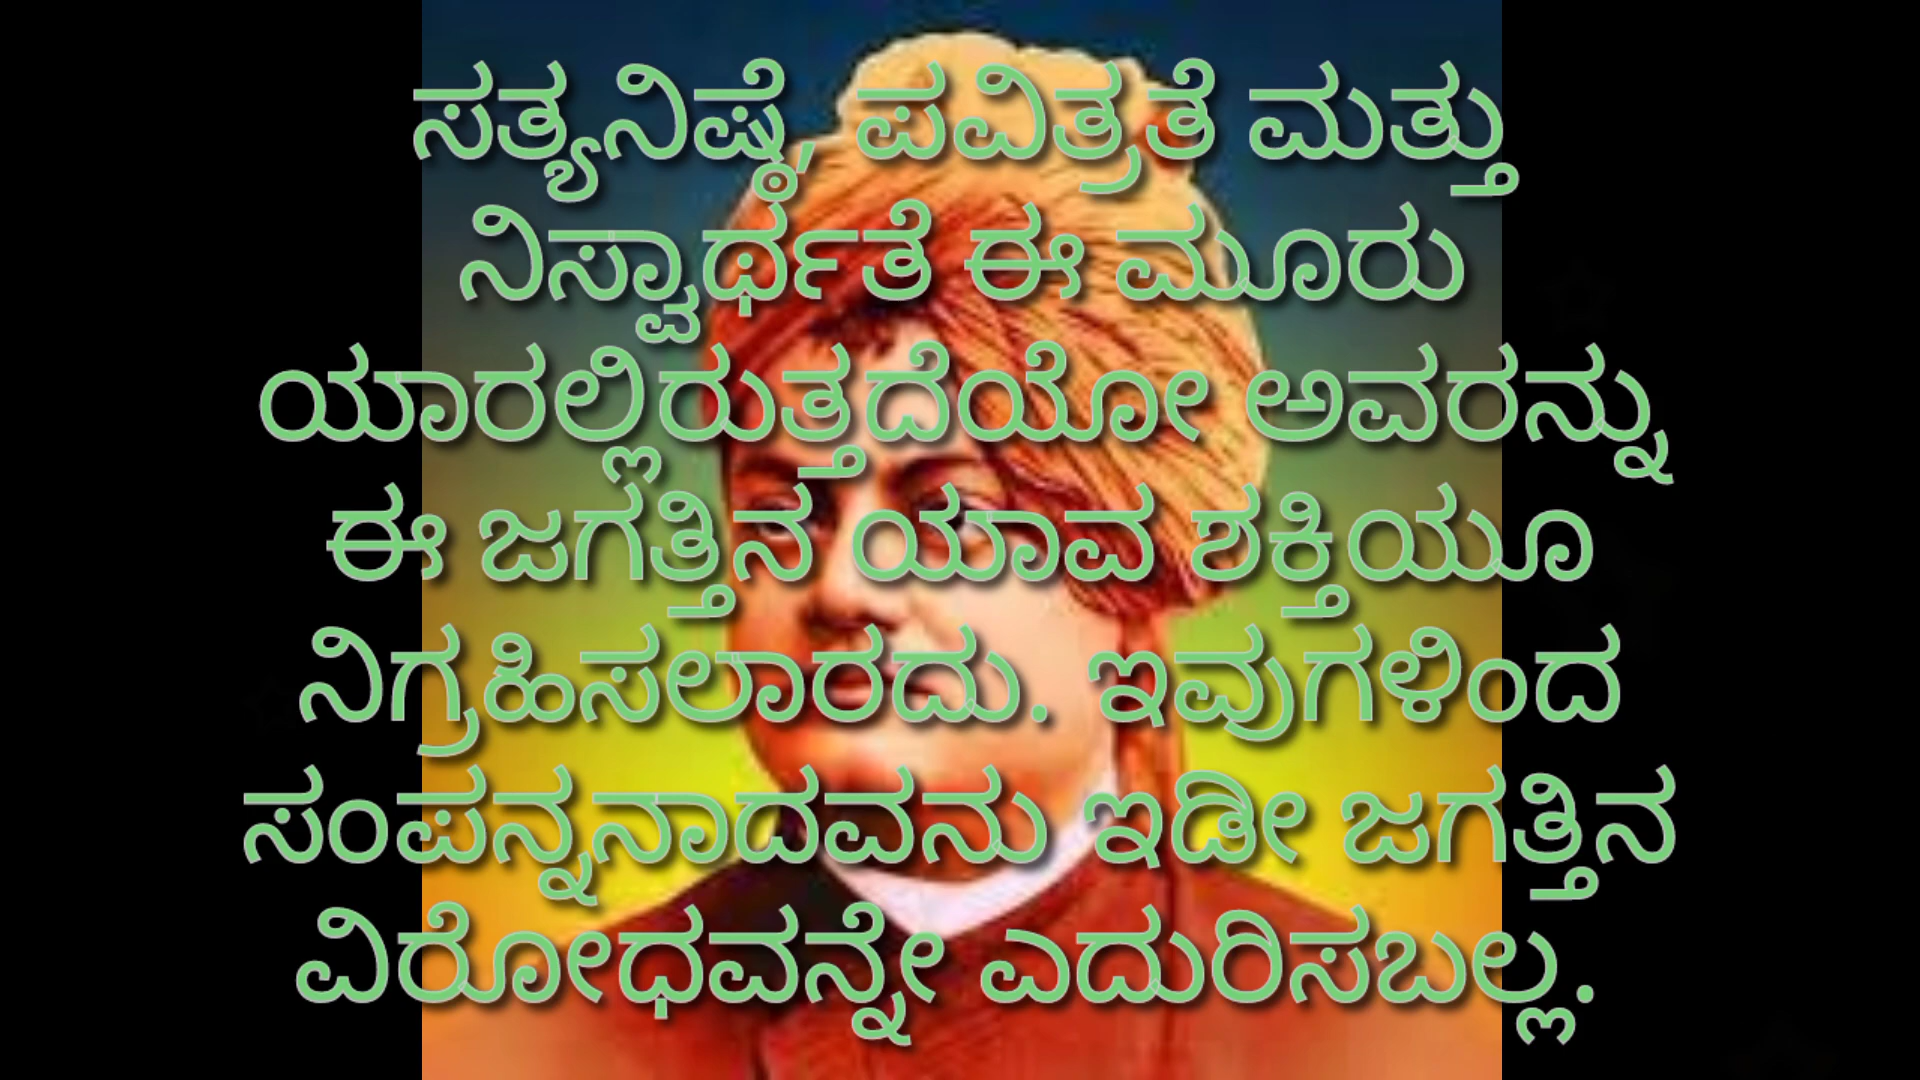 ಸತ್ಯನಿಷ್ಠೆ, ಪವಿತ್ರತೆ ಮತ್ತು
ನಿಸ್ವಾರ್ಥತೆ ಈ ಮೂರು
ಯಾರಲ್ಲಿರುತ್ತದೆಯೋ ಅವರನ್ನು
ಈ ಜಗತ್ತಿನ ಯಾವ ಶಕ್ತಿಯೂ
ನಿಗ್ರಹಿಸಲಾರದು. ಇವುಗಳಿಂದ
ಸಂಪನ್ನನಾದವನು ಇಡೀ ಜಗತ್ತಿನ
ವಿರೋಧವನ್ನೇ ಎದುರಿಸಬಲ್ಲ.